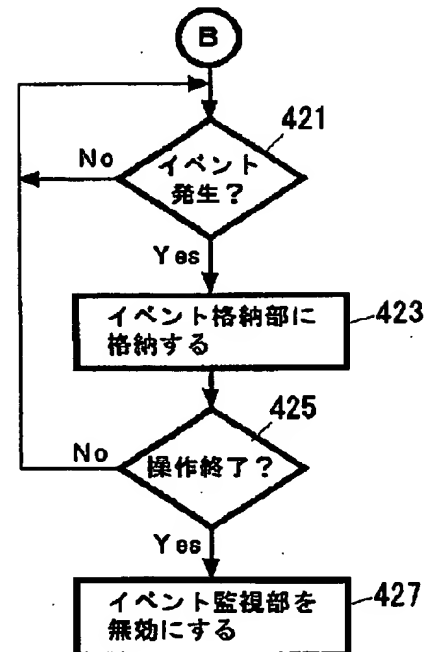 B
421
No
イベント
発生？
Yes
イベント格納部に
格納する
423
425
No
操作終了？
Yes
イベント監視部を
無効にする
427